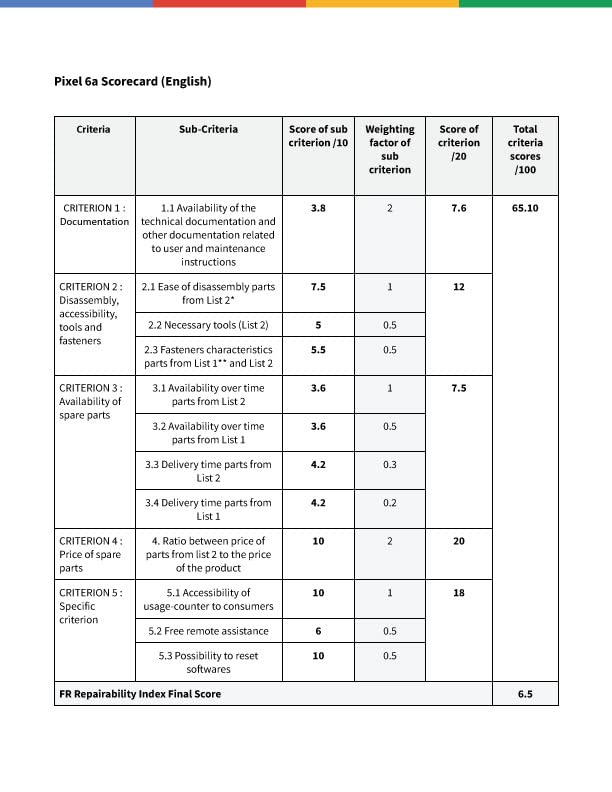 Pixel 6a Scorecard (English)
Criteria
Sub-Criteria
Score of sub
criterion /10
Weighting
factor of
sub
criterion
Score of
criterion
/20
Total
criteria
scores
/100
CRITERION 1 :
Documentation
1.1 Availability of the
technical documentation and
other documentation related
to user and maintenance
instructions
3.8
2
7.6
65.10
CRITERION 2 :
Disassembly,
accessibility,
tools and
fasteners
2.1 Ease of disassembly parts
from List 2*
7.5
1
12
2.2 Necessary tools (List 2)
5
0.5
2.3 Fasteners characteristics
parts from List 1** and List 2
5.5
0.5
CRITERION 3 :
Availability of
spare parts
3.1 Availability over time
parts from List 2
3.6
1
7.5
3.2 Availability over time
parts from List 1
3.6
0.5
3.3 Delivery time parts from
List 2
4.2
0.3
3.4 Delivery time parts from
List 1
4.2
0.2
CRITERION 4 :
Price of spare
parts
4. Ratio between price of
parts from list 2 to the price
of the product
10
2
20
CRITERION 5 :
Specific
criterion
5.1 Accessibility of
usage-counter to consumers
10
1
18
5.2 Free remote assistance
6
0.5
5.3 Possibility to reset
softwares
10
0.5
FR Repairability Index Final Score
6.5